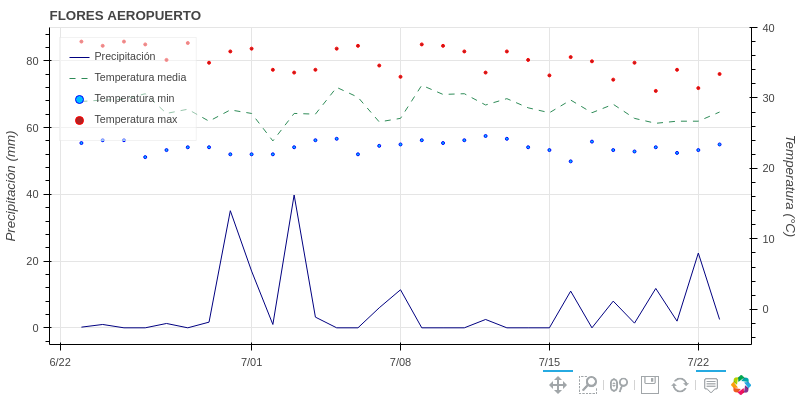 FLORES AEROPUERTO
Precipitación
Temperatura media
Temperatura min
Temperatura max
Precipitación (mm)
80
60
40
20
0
Temperatura (°C)
40
30
20
10
0
6/22
7/01
7/08
7/15
7/22